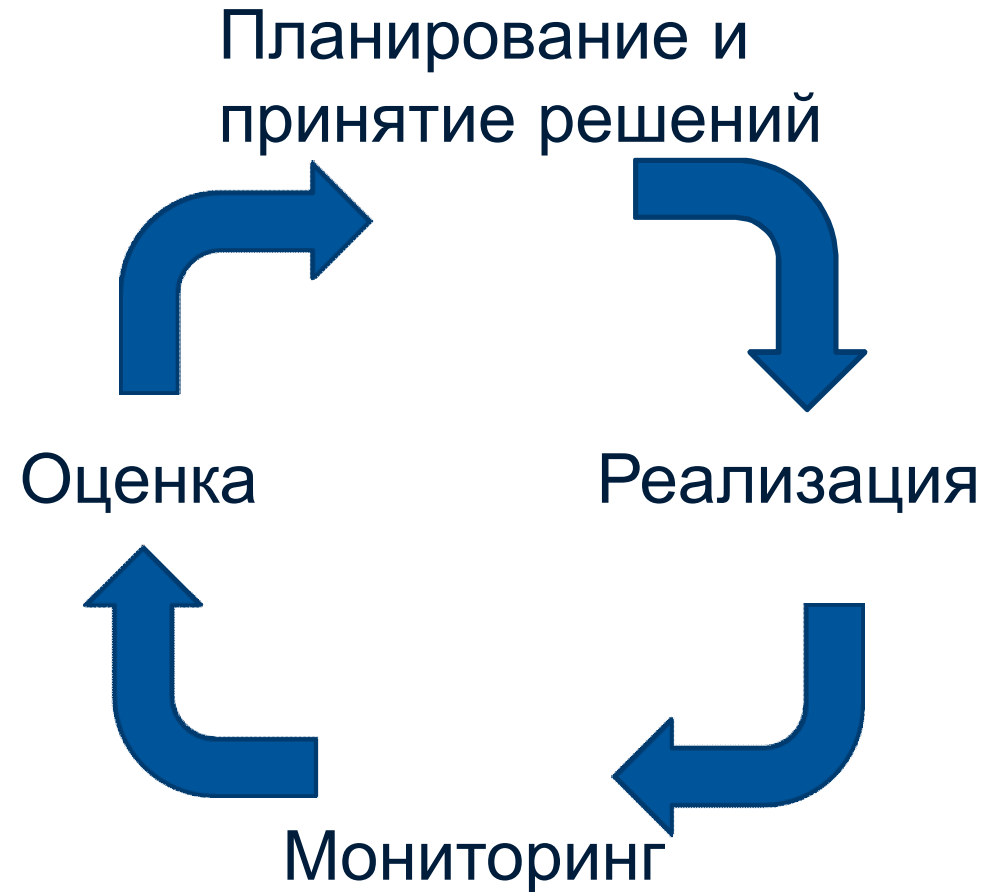 Планирование и
принятие решений
Оценка
Реализация
Мониторинг